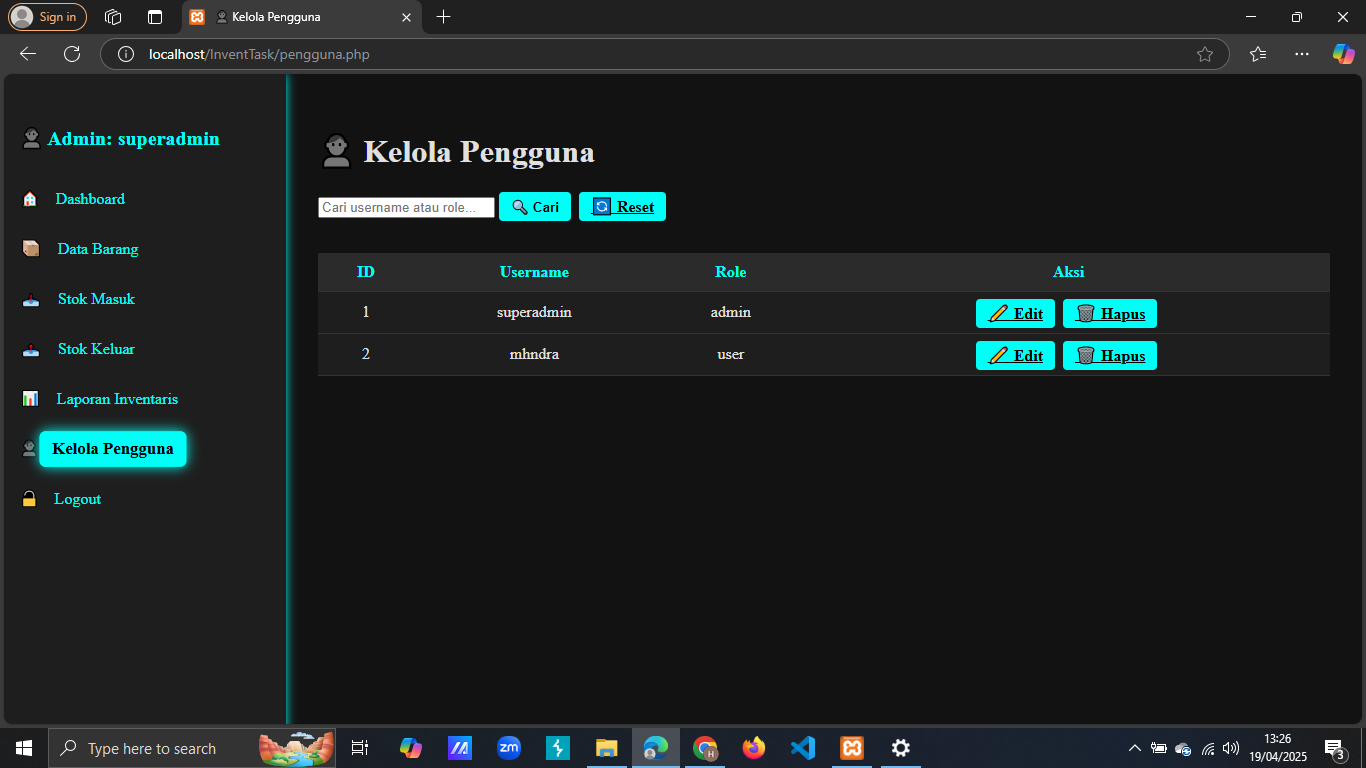 Sign in
Kelola Pengguna
localhost/InventTask/pengguna.php
Admin: superadmin
Dashboard
Data Barang
Stok Masuk
Stok Keluar
Laporan Inventaris
Kelola Pengguna
Logout
Kelola Pengguna
Cari username atau role... Cari Reset
ID Username Role Aksi
1 superadmin admin Edit Hapus
2 mhndra user Edit Hapus
Type here to search
zm
H
13:26
19/04/2025
3